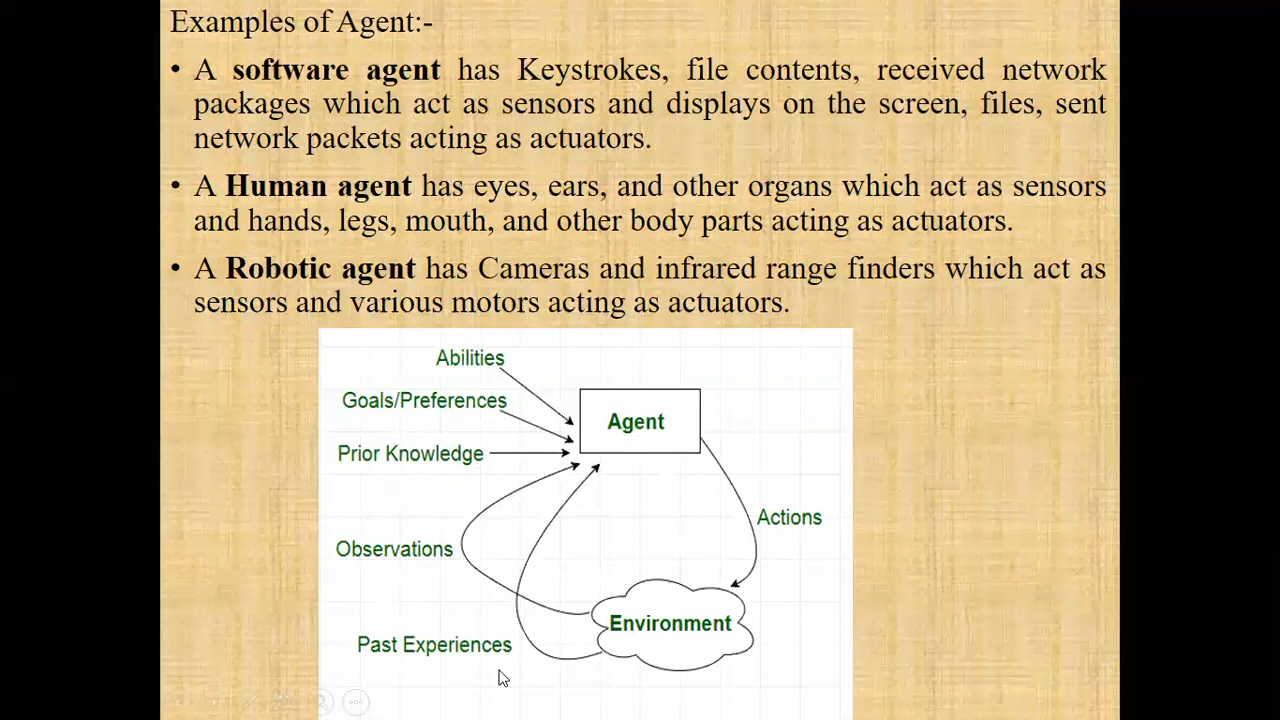 Examples of Agent:-
• A software agent has Keystrokes, file contents, received network
packages which act as sensors and displays on the screen, files, sent
network packets acting as actuators.
• A Human agent has eyes, ears, and other organs which act as sensors
and hands, legs, mouth, and other body parts acting as actuators.
• A Robotic agent has Cameras and infrared range finders which act as
sensors and various motors acting as actuators.
Abilities
Goals/Preferences
Agent
Prior Knowledge
Actions
Observations
Environment
Past Experiences